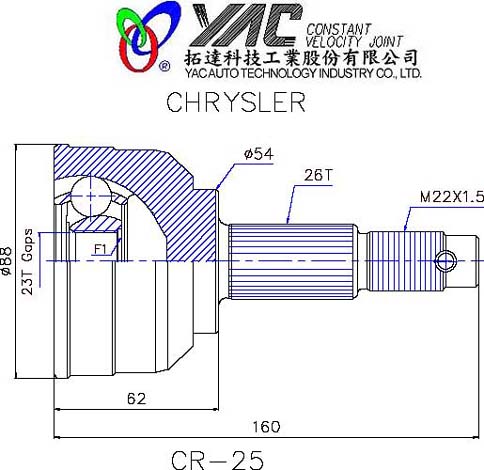 YAC CONSTANT
VELOCITY JOINT
®
拓達科技工業股份有限公司
YAC AUTO TECHNOLOGY INDUSTRY CO., LTD.
CHRYSLER
ø54
26T
M22X1.5
ø88
23T Gaps
F1
62
160
CR-25